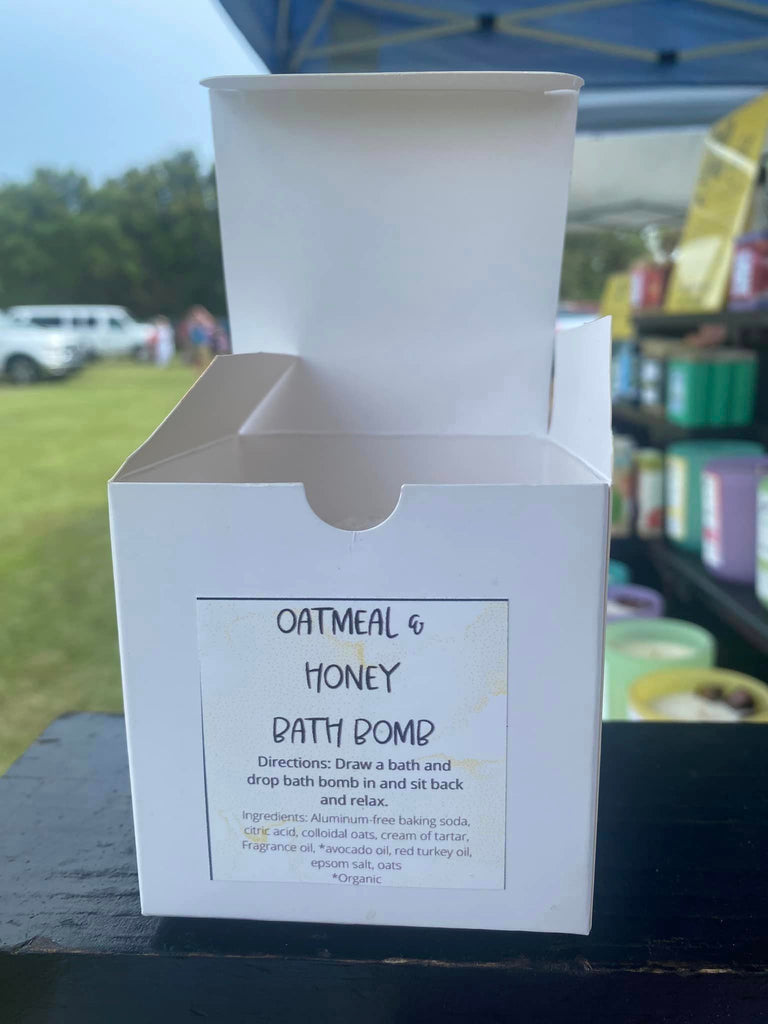 OATMEAL &
HONEY
BATH BOMB
Directions: Draw a bath and
drop bath bomb in and sit back
and relax.
Ingredients: Aluminum-free baking soda,
citric acid, colloidal oats, cream of tartar,
Fragrance oil, *avocado oil, red turkey oil,
epsom salt, oats
*Organic